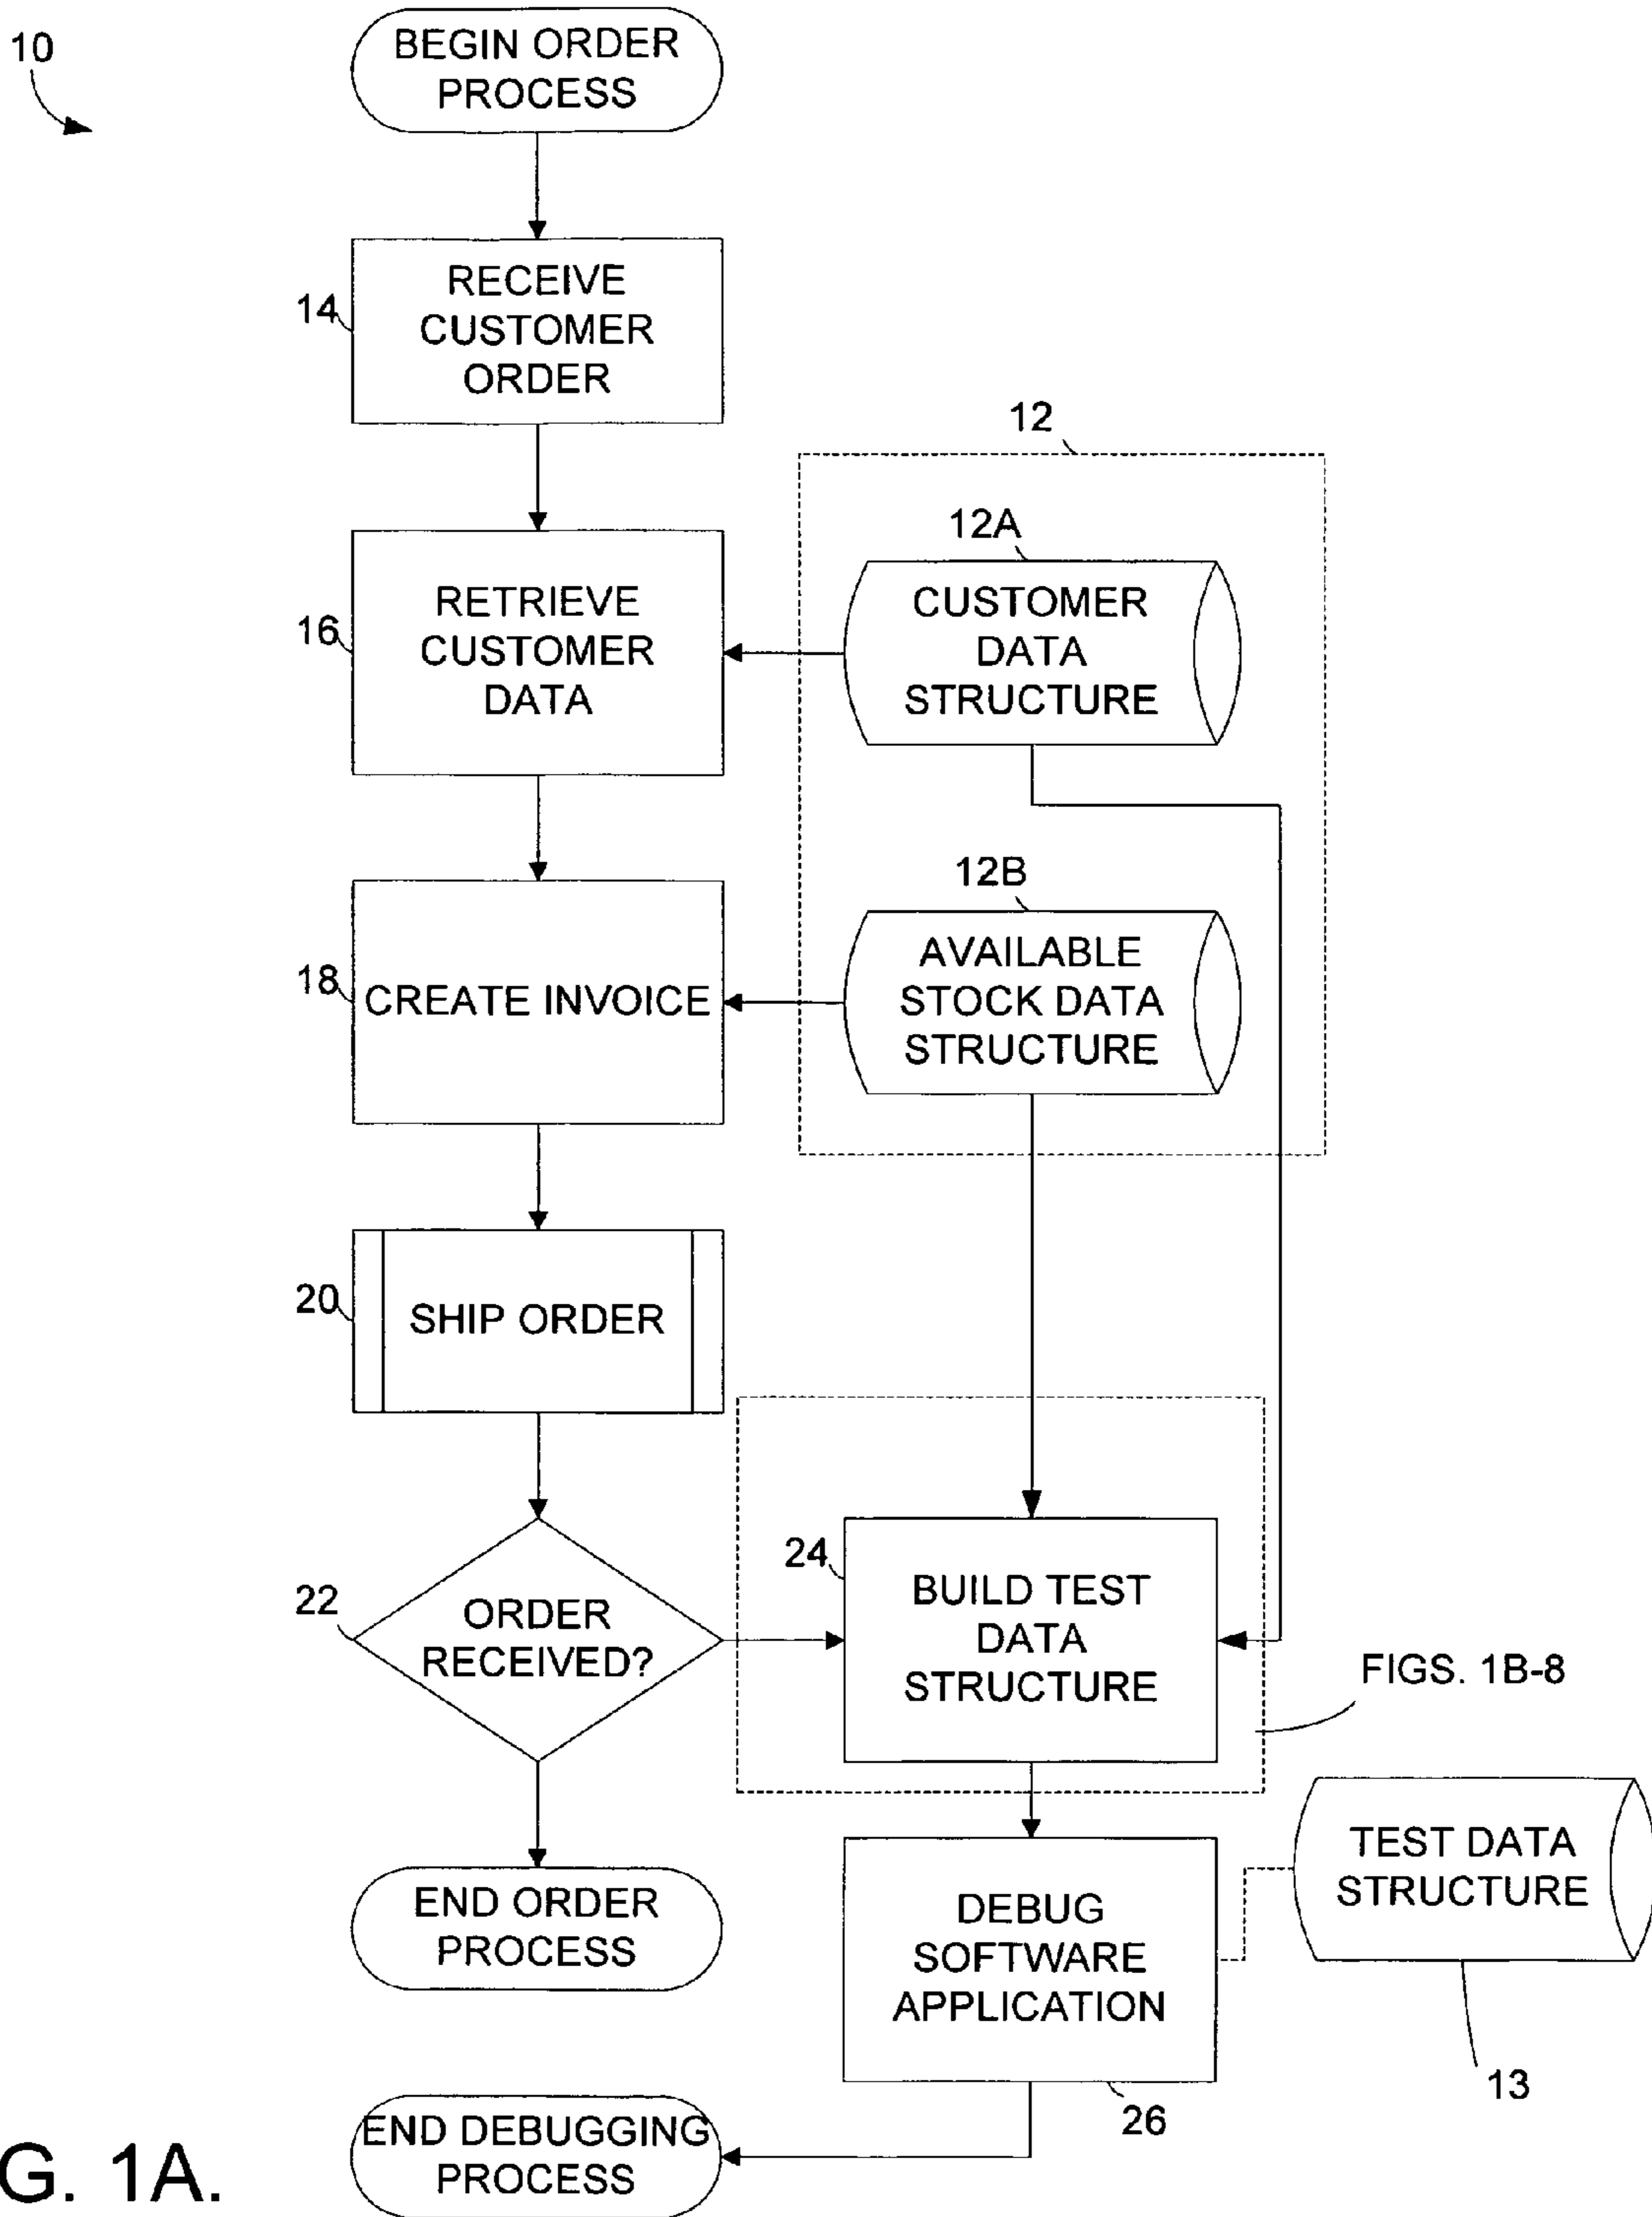 10
BEGIN ORDER
PROCESS
14
RECEIVE
CUSTOMER
ORDER
12
12A
16
RETRIEVE
CUSTOMER
DATA
CUSTOMER
DATA
STRUCTURE
12B
18
CREATE INVOICE
AVAILABLE
STOCK DATA
STRUCTURE
20
SHIP ORDER
22
ORDER
RECEIVED?
24
BUILD TEST
DATA
STRUCTURE
FIGS. 1B-8
END ORDER
PROCESS
DEBUG
SOFTWARE
APPLICATION
TEST DATA
STRUCTURE
13
26
END DEBUGGING
PROCESS
G. 1A.